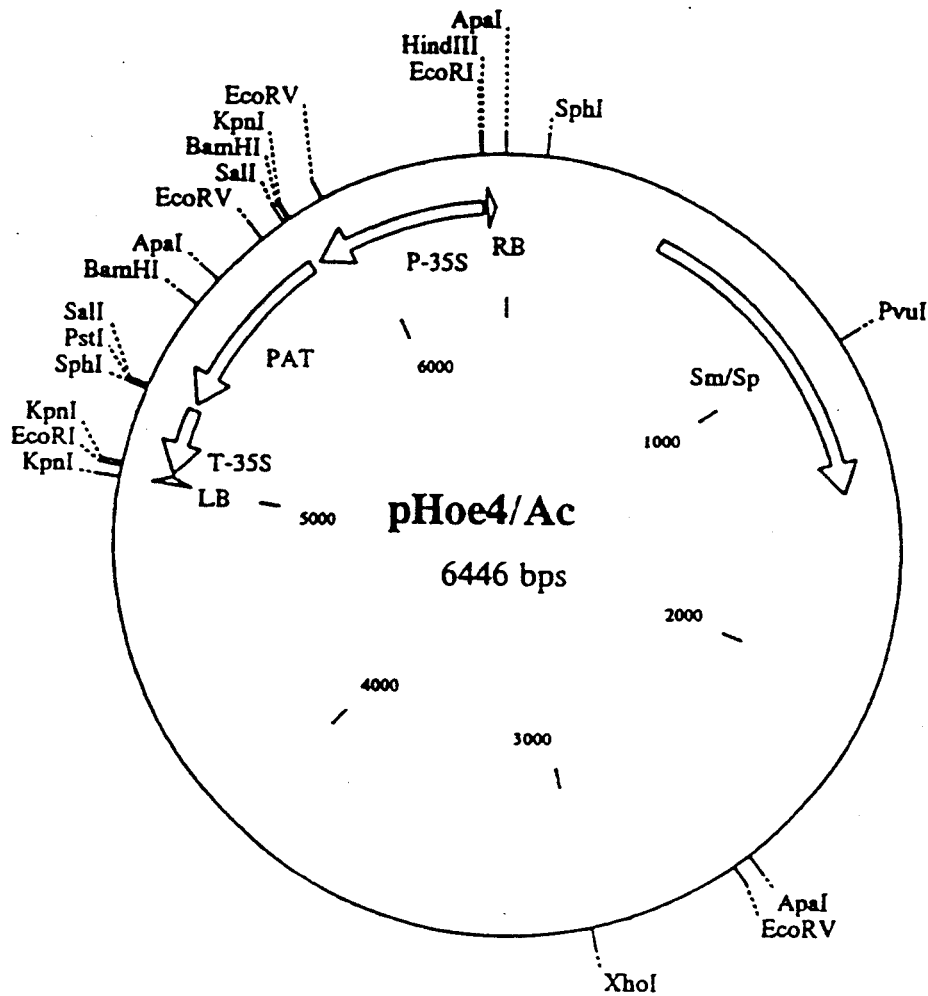 ApaI
HindIII
EcoRI
SphI
EcoRV
KpnI
BamHI
SalI
EcoRV
ApaI
BamHI
SalI
PstI
SphI
KpnI
EcoRI
KpnI
P-35S
RB
PvuI
PAT
6000
Sm/Sp
1000
T-35S
LB
5000
pHoe4/Ac
6446 bps
2000
4000
3000
ApaI
EcoRV
XhoI